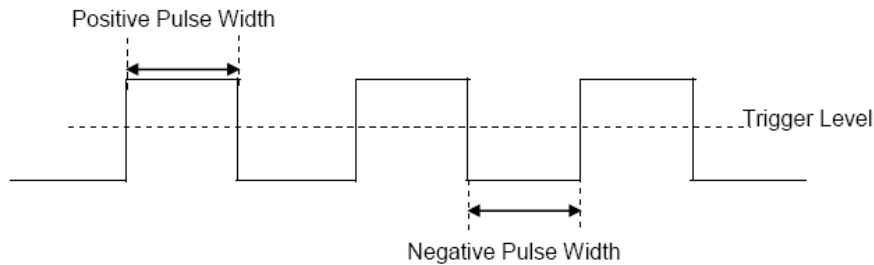 Positive Pulse Width
Trigger Level
Negative Pulse Width